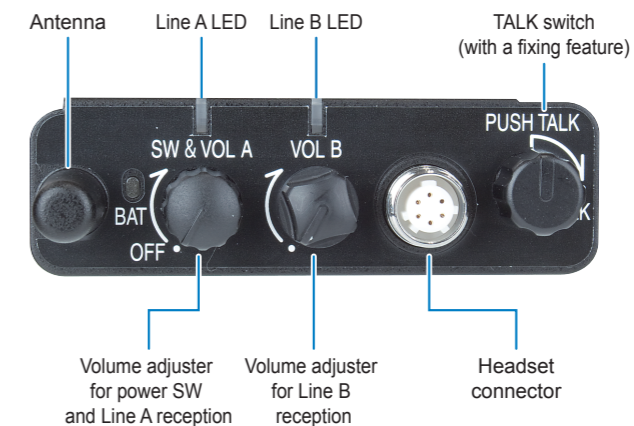 Antenna
Line A LED
Line B LED
TALK switch
(with a fixing feature)
PUSH TALK
SW & VOL A
VOL B
BAT
OFF
Volume adjuster
for power SW
and Line A reception
Volume adjuster
for Line B
reception
Headset
connector